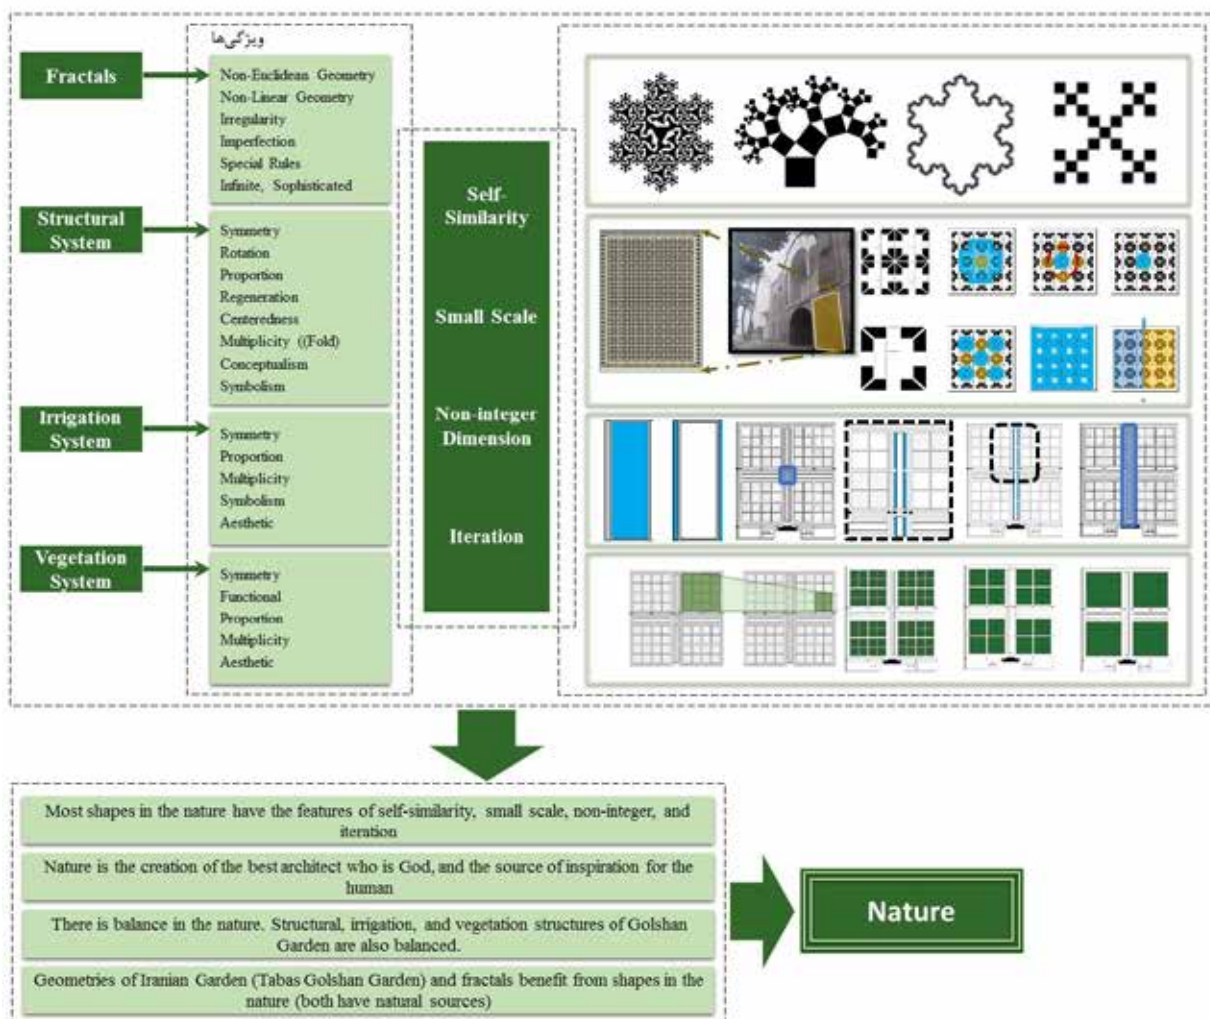 ویژگی‌ها
Fractals
Non-Euclidean Geometry
Non-Linear Geometry
Irregularity
Imperfection
Special Rules
Infinite, Sophisticated
Structural
System
Symmetry
Rotation
Proportion
Regeneration
Centeredness
Multiplicity ((Fold)
Conceptualism
Symbolism
Irrigation
System
Symmetry
Proportion
Multiplicity
Symbolism
Aesthetic
Vegetation
System
Symmetry
Functional
Proportion
Multiplicity
Aesthetic
Self-
Similarity
Small Scale
Non-integer
Dimension
Iteration
Most shapes in the nature have the features of self-similarity, small scale, non-integer, and
iteration
Nature is the creation of the best architect who is God, and the source of inspiration for the
human
There is balance in the nature. Structural, irrigation, and vegetation structures of Golshan
Garden are also balanced.
Geometries of Iranian Garden (Tabas Golshan Garden) and fractals benefit from shapes in the
nature (both have natural sources)
Nature